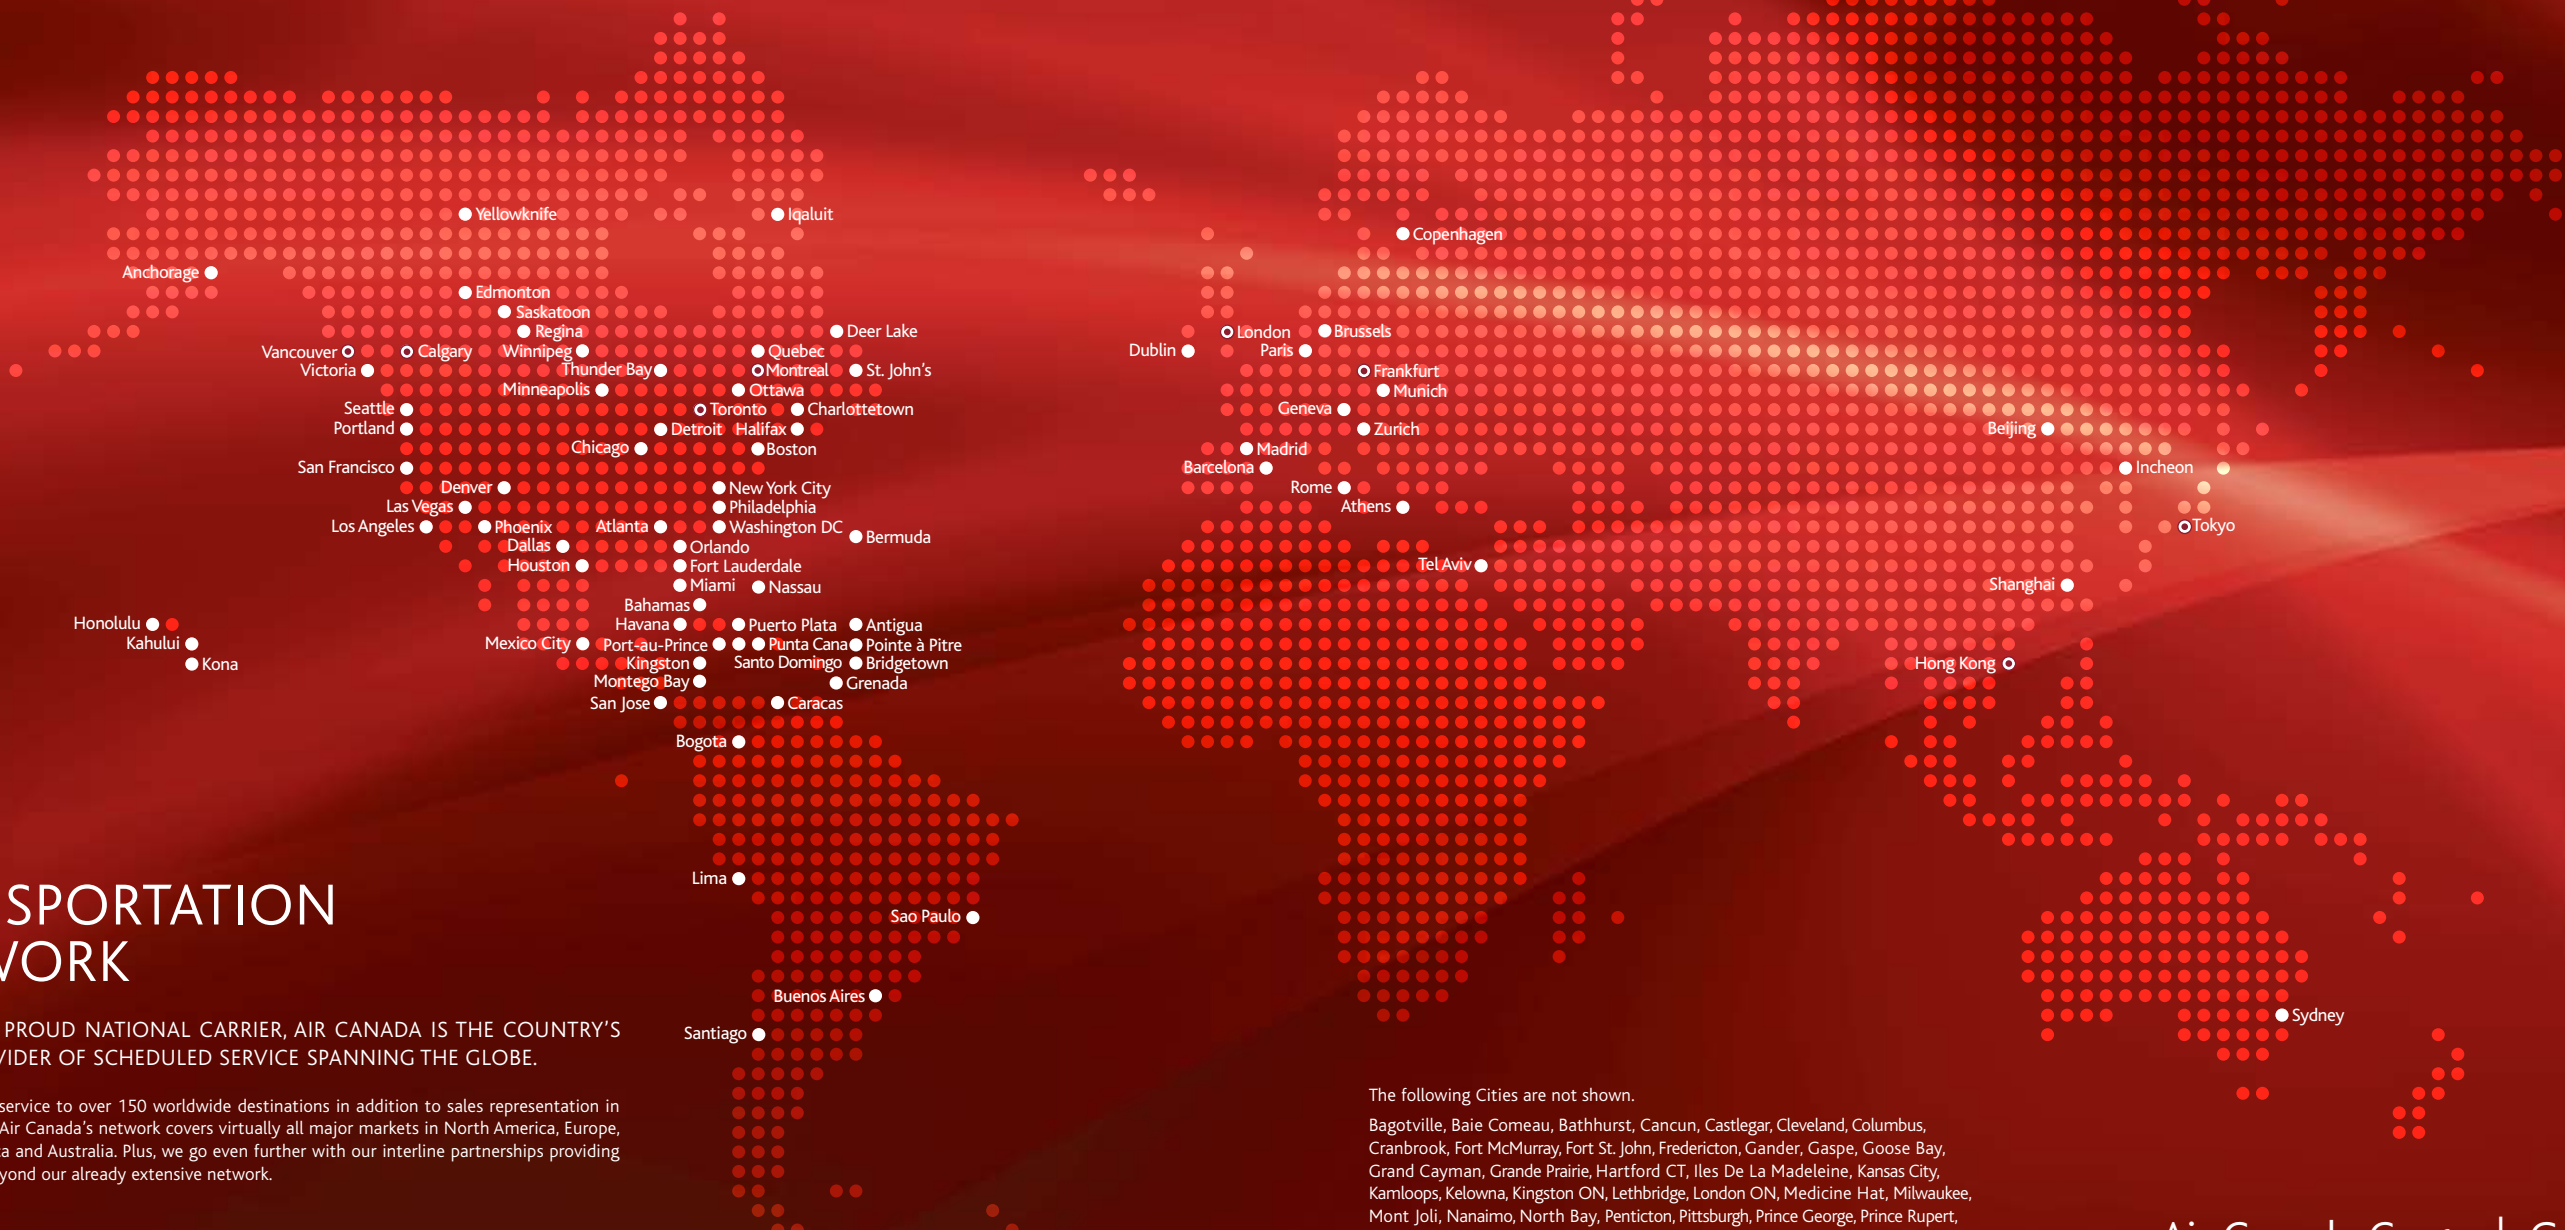 Yellowknife
Iqaluit
Copenhagen
Anchorage
Edmonton
Saskatoon
Regina
Deer Lake
London
Brussels
Vancouver
Calgary
Winnipeg
Quebec
Dublin
Paris
Victoria
Thunder Bay
Montreal
St. John's
Frankfurt
Minneapolis
Ottawa
Munich
Seattle
Toronto
Charlottetown
Geneva
Portland
Detroit
Halifax
Zurich
Beijing
Chicago
Boston
Madrid
San Francisco
Barcelona
Incheon
Denver
New York City
Rome
Las Vegas
Philadelphia
Athens
Los Angeles
Phoenix
Atlanta
Washington DC
Tokyo
Bermuda
Dallas
Orlando
Houston
Fort Lauderdale
Tel Aviv
Miami
Nassau
Shanghai
Bahamas
Honolulu
Havana
Puerto Plata
Antigua
Kahului
Mexico City
Port-au-Prince
Punta Cana
Pointe à Pitre
Kona
Kingston
Santo Domingo
Bridgetown
Hong Kong
Montego Bay
Grenada
San Jose
Caracas
Bogota
Lima
Sao Paulo
Buenos Aires
Santiago
Sydney
SPORTATION
WORK
PROUD NATIONAL CARRIER, AIR CANADA IS THE COUNTRY'S
VIDER OF SCHEDULED SERVICE SPANNING THE GLOBE.
service to over 150 worldwide destinations in addition to sales representation in
Air Canada's network covers virtually all major markets in North America, Europe,
a and Australia. Plus, we go even further with our interline partnerships providing
yond our already extensive network.
The following Cities are not shown.
Bagotville, Baie Comeau, Bathhurst, Cancun, Castlegar, Cleveland, Columbus,
Cranbrook, Fort McMurray, Fort St. John, Fredericton, Gander, Gaspe, Goose Bay,
Grand Cayman, Grande Prairie, Hartford CT, Iles De La Madeleine, Kansas City,
Kamloops, Kelowna, Kingston ON, Lethbridge, London ON, Medicine Hat, Milwaukee,
Mont Joli, Nanaimo, North Bay, Penticton, Pittsburgh, Prince George, Prince Rupert,